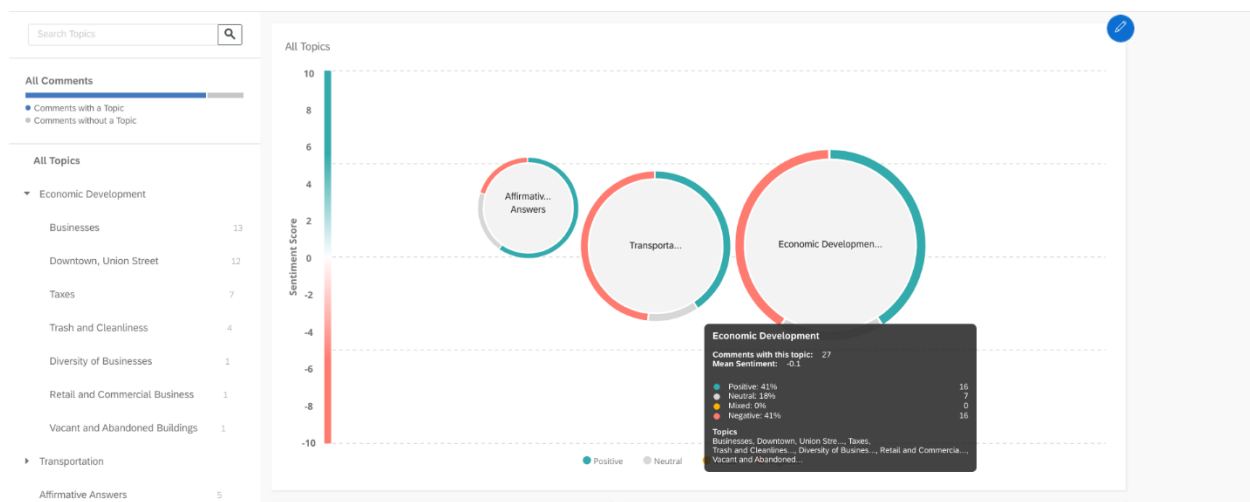 Search Topics
All Comments
Comments with a Topic
Comments without a Topic
All Topics
Economic Development
Businesses 13
Downtown, Union Street 12
Taxes 7
Trash and Cleanliness 4
Diversity of Businesses 1
Retail and Commercial Business 1
Vacant and Abandoned Buildings 1
Transportation
Affirmative Answers 5
All Topics
10
8
6
4
2
0
-2
-4
-6
-8
-10
Sentiment Score
Affirmativ...
Answers
Transporta...
Economic Developmen...
Economic Development
Comments with this topic: 27
Mean Sentiment: -0.1
Positive: 41% 16
Neutral: 18% 7
Mixed: 0% 0
Negative: 41% 16
Topics
Businesses, Downtown, Union Stre..., Taxes,
Trash and Cleanlines..., Diversity of Busines..., Retail and Commercia...,
Vacant and Abandoned...
Positive Neutral